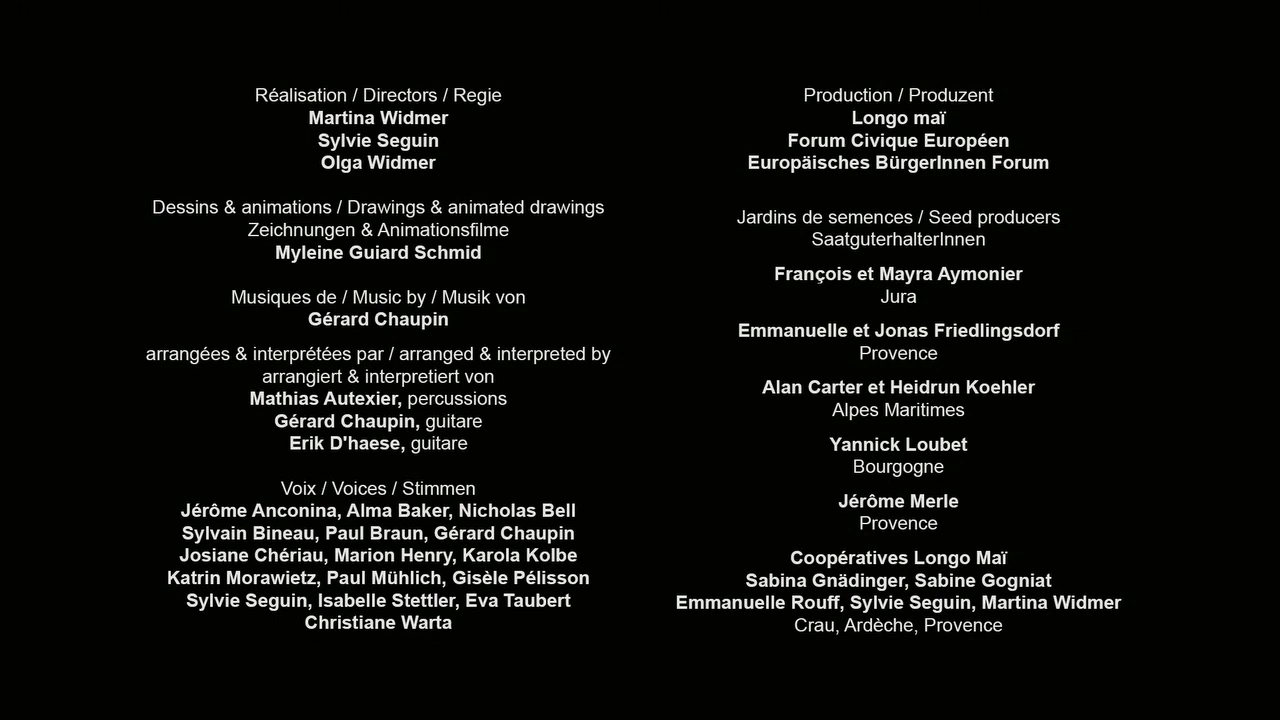 Réalisation / Directors / Regie
Martina Widmer
Sylvie Seguin
Olga Widmer
Dessins & animations / Drawings & animated drawings
Zeichnungen & Animationsfilme
Myleine Guiard Schmid
Musiques de / Music by / Musik von
Gérard Chaupin
arrangées & interprétées par / arranged & interpreted by
arrangiert & interpretiert von
Mathias Autexier, percussions
Gérard Chaupin, guitare
Erik D'haese, guitare
Voix / Voices / Stimmen
Jérôme Anconina, Alma Baker, Nicholas Bell
Sylvain Bineau, Paul Braun, Gérard Chaupin
Josiane Chériau, Marion Henry, Karola Kolbe
Katrin Morawietz, Paul Mühlich, Gisèle Pélisson
Sylvie Seguin, Isabelle Stettler, Eva Taubert
Christiane Warta
Production / Produzent
Longo maï
Forum Civique Européen
Europäisches BürgerInnen Forum
Jardins de semences / Seed producers
SaatguterhalterInnen
François et Mayra Aymonier
Jura
Emmanuelle et Jonas Friedlingsdorf
Provence
Alan Carter et Heidrun Koehler
Alpes Maritimes
Yannick Loubet
Bourgogne
Jérôme Merle
Provence
Coopératives Longo Maï
Sabina Gnädinger, Sabine Gogniat
Emmanuelle Rouff, Sylvie Seguin, Martina Widmer
Crau, Ardèche, Provence